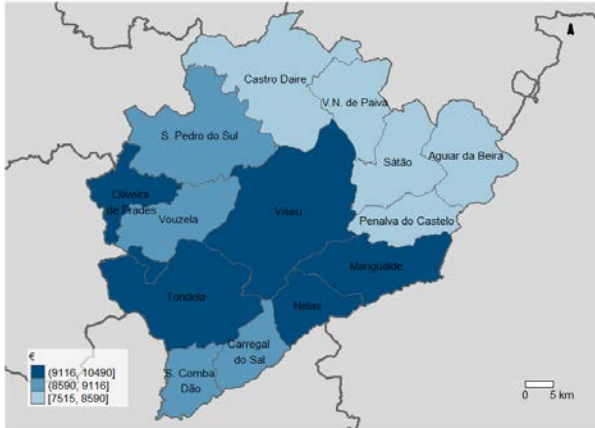 Castro Daire
V.N. de Paiva
S. Pedro do Sul
Sátão
Aguiar da Beira
Oliveira
de Frades
Vouzela
Viseu
Penalva do Castelo
Mangualde
Tondela
Nelas
Carregal
do Sal
S. Comba
Dão
€
(9116, 10490]
(8590, 9116]
[7515, 8590]
0 5 km